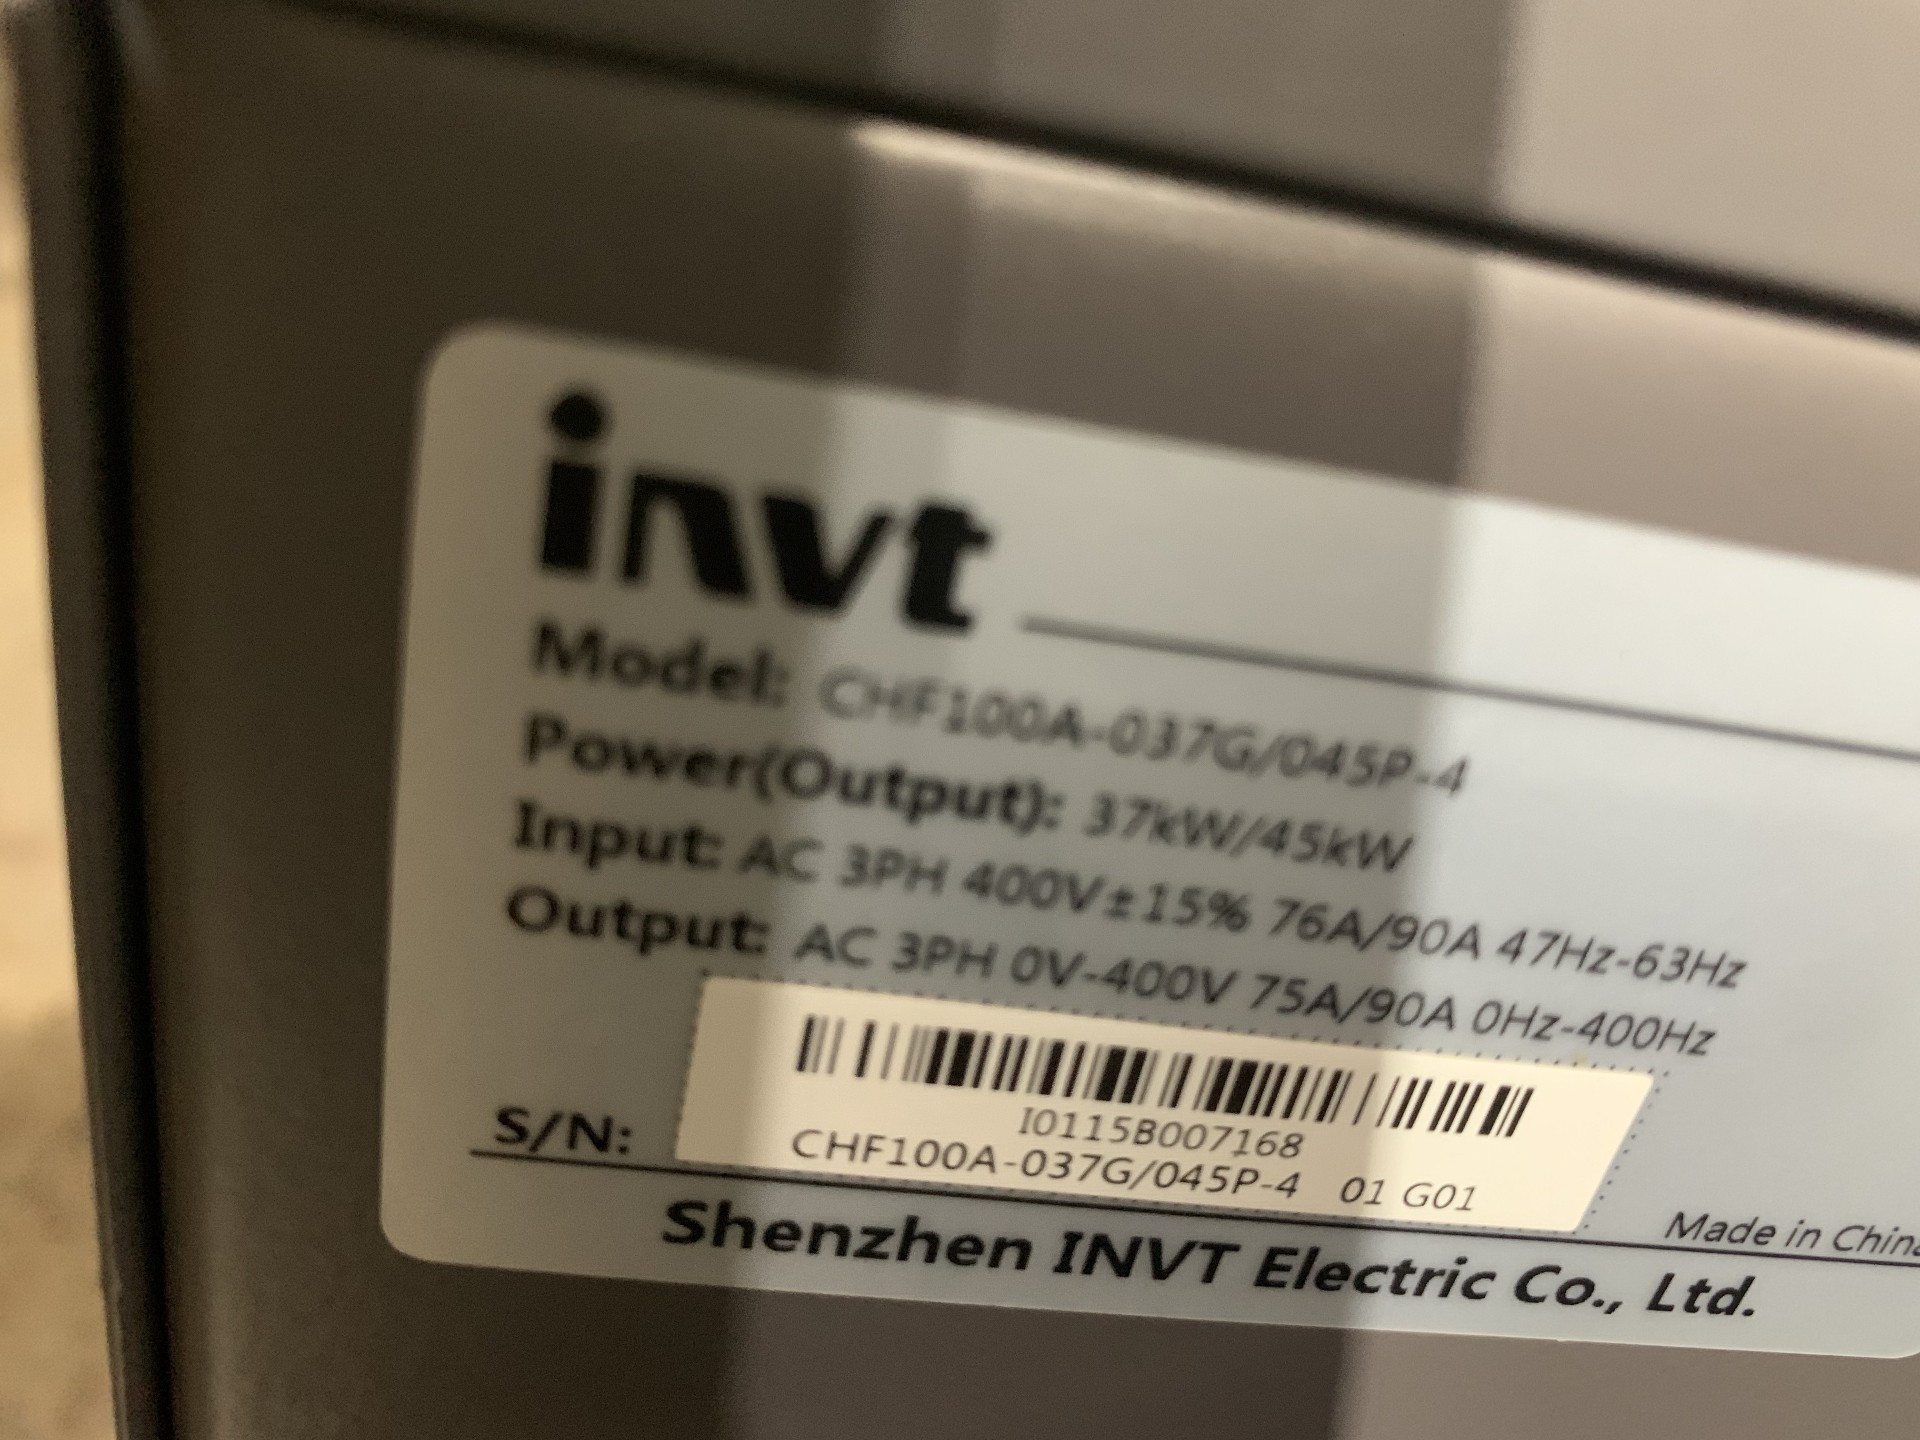 invt
Model: CHF100A-037G/045P-4
Power(Output): 37kW/45kW
Input: AC 3PH 400V±15% 76A/90A 47Hz-63Hz
Output: AC 3PH 0V-400V 75A/90A 0Hz-400Hz
I0115B007168
S/N: CHF100A-037G/045P-4 01 G01
Made in China
Shenzhen INVT Electric Co., Ltd.